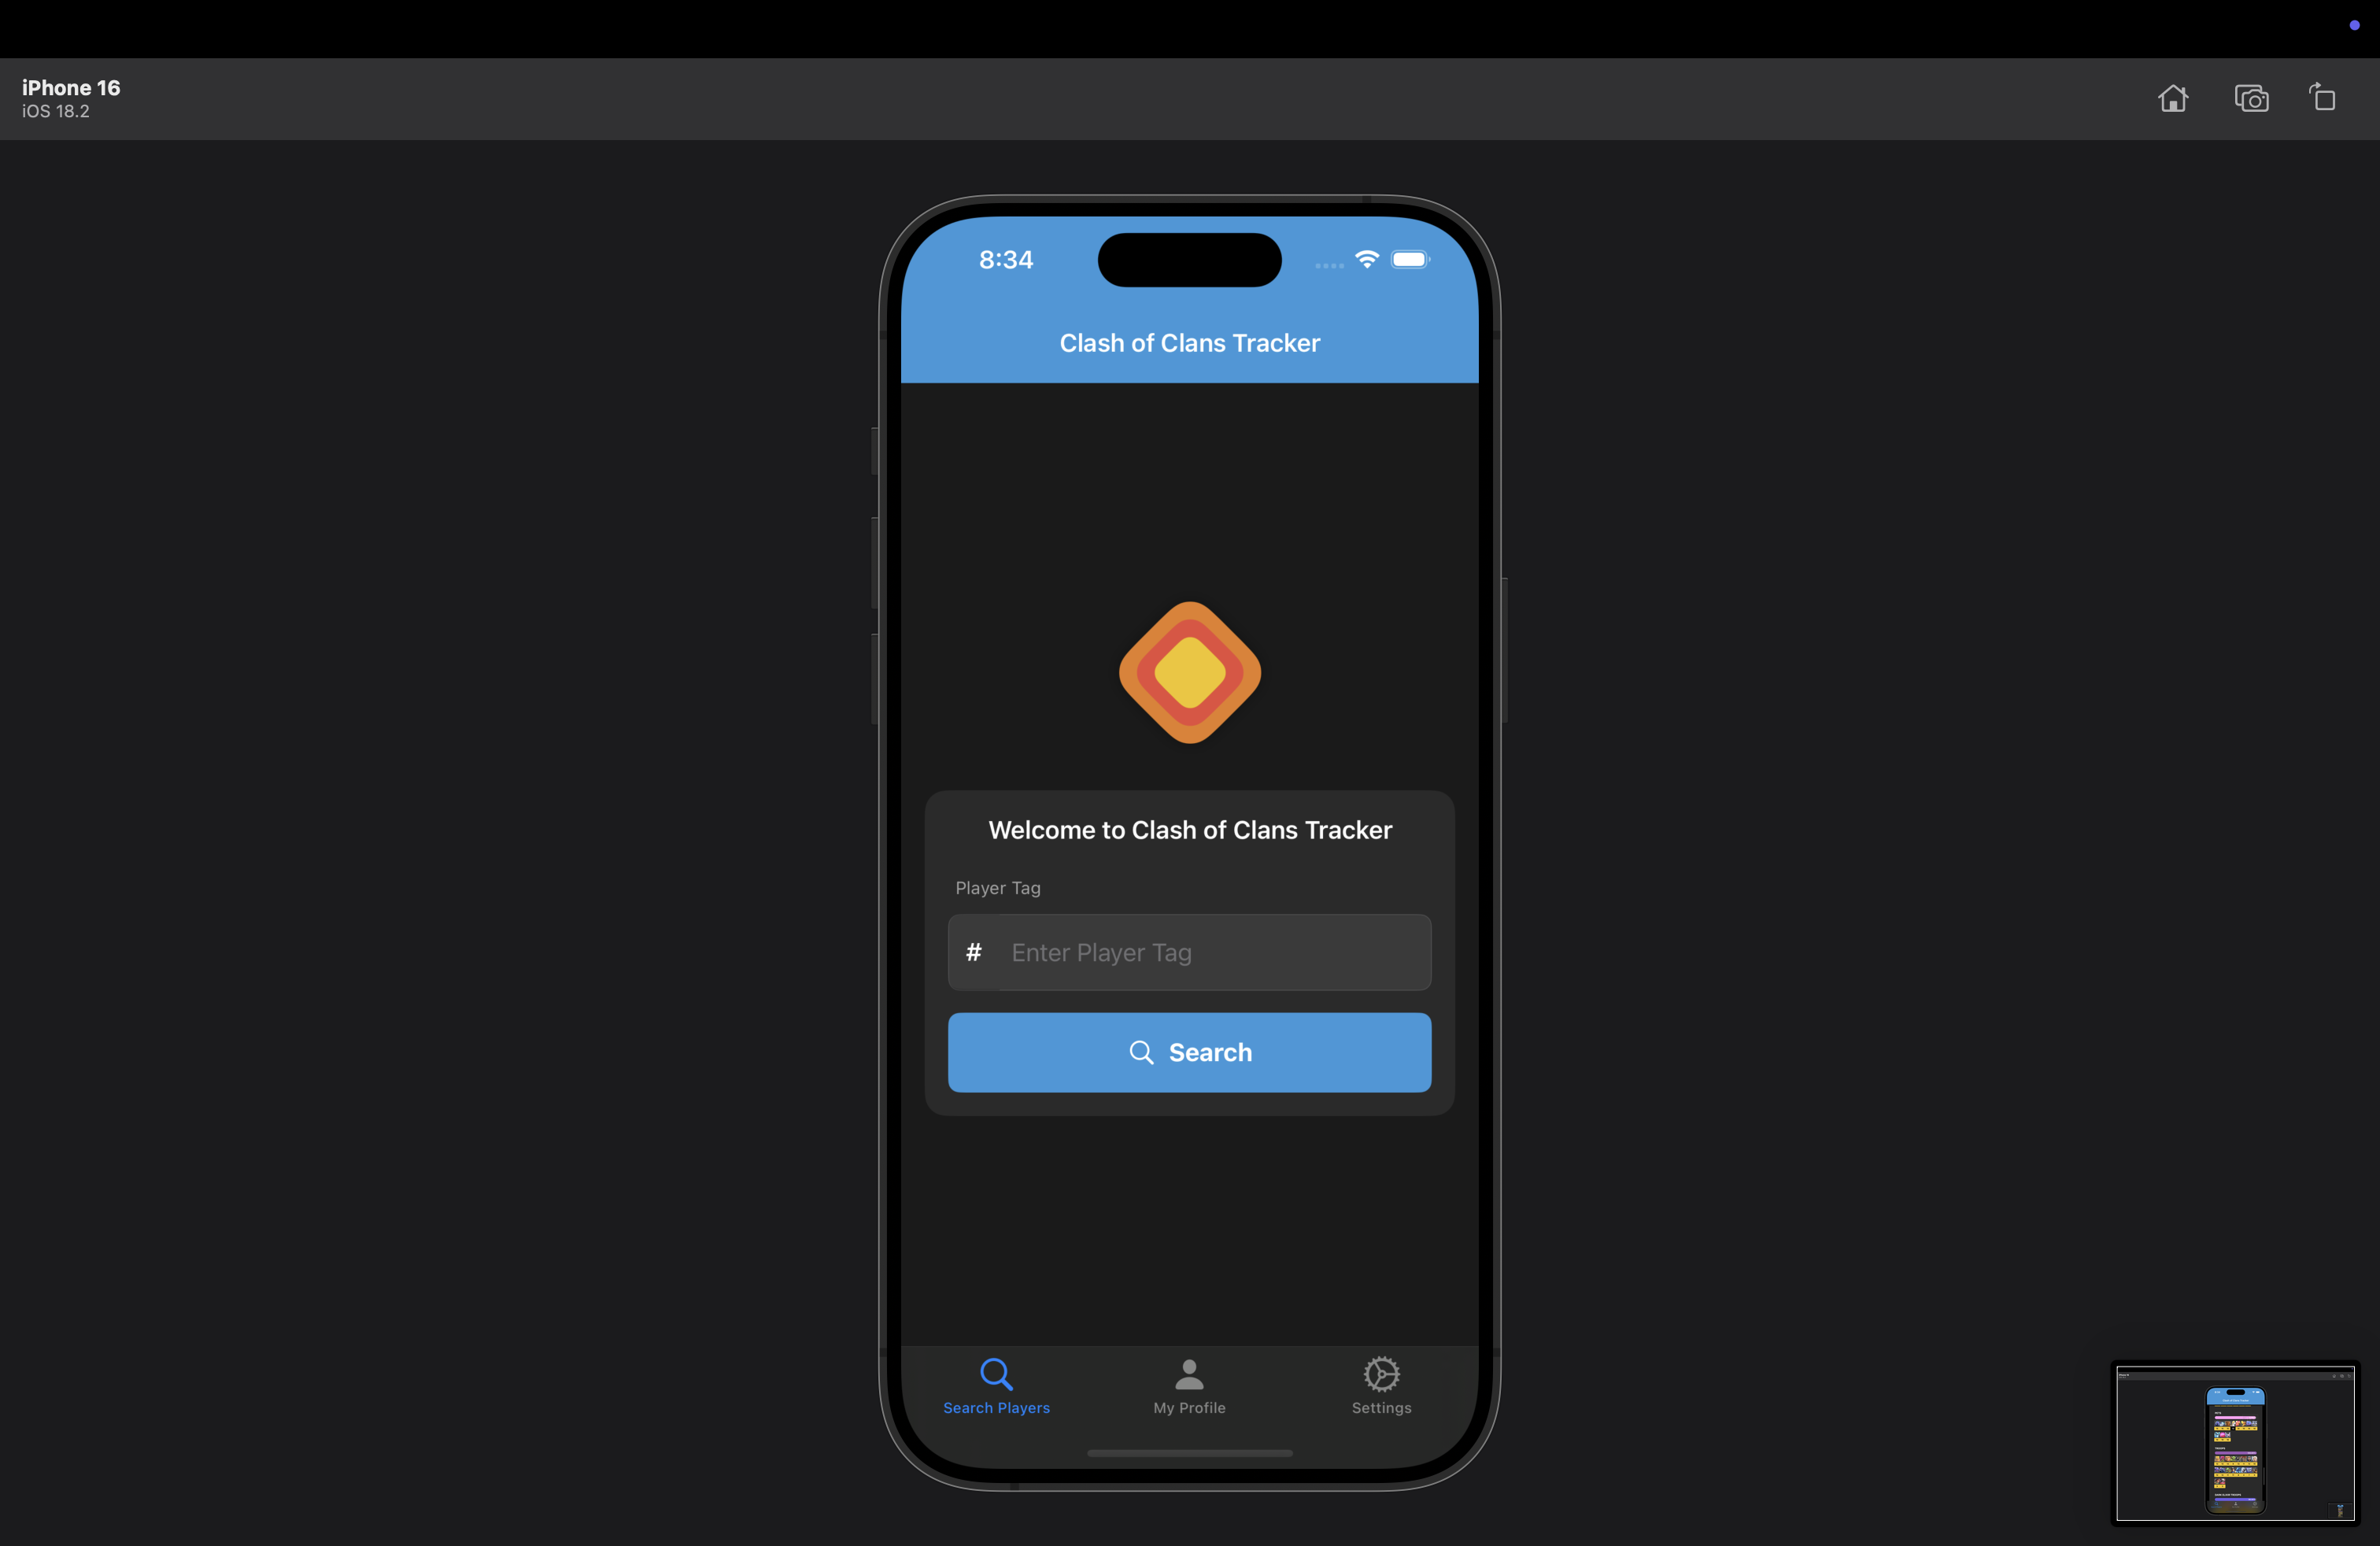 iPhone 16
iOS 18.2
8:34
Clash of Clans Tracker
Welcome to Clash of Clans Tracker
Player Tag
# Enter Player Tag
Search
Search Players
My Profile
Settings